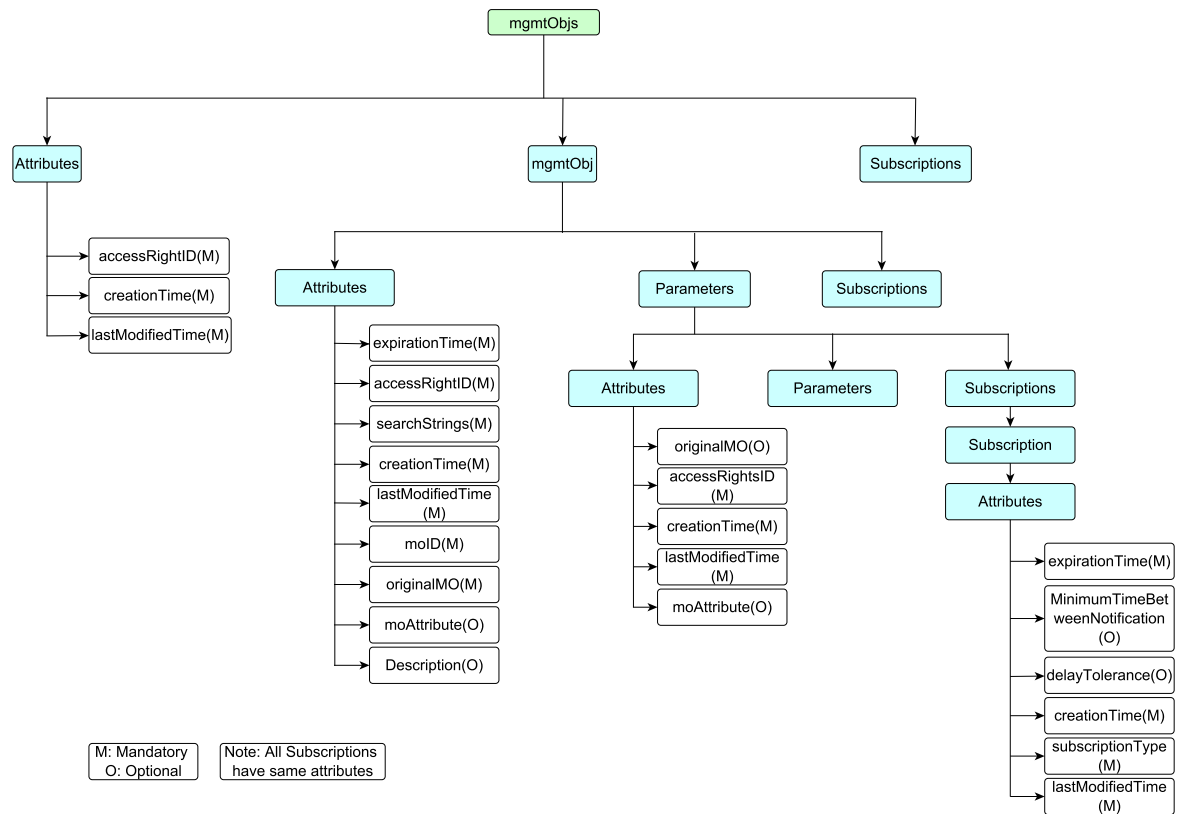 mgmtObjs
Attributes
mgmtObj
Subscriptions
accessRightID(M)
creationTime(M)
lastModifiedTime(M)
Attributes
Parameters
Subscriptions
expirationTime(M)
accessRightID(M)
searchStrings(M)
creationTime(M)
lastModifiedTime
(M)
moID(M)
originalMO(M)
moAttribute(O)
Description(O)
Attributes
Parameters
Subscriptions
originalMO(O)
accessRightsID
(M)
creationTime(M)
lastModifiedTime
(M)
moAttribute(O)
Subscription
Attributes
expirationTime(M)
MinimumTimeBet
weenNotification
(O)
delayTolerance(O)
creationTime(M)
subscriptionType
(M)
lastModifiedTime
(M)
M: Mandatory
O: Optional
Note: All Subscriptions
have same attributes